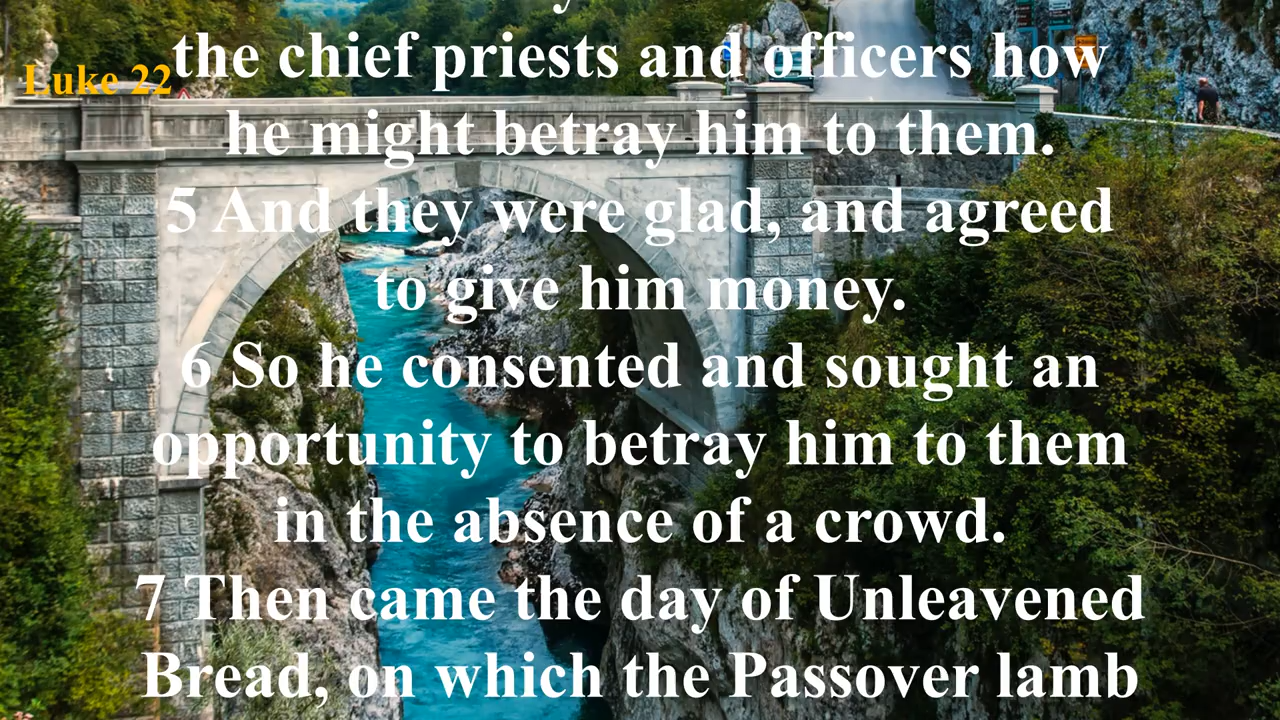 Luke 22
the chief priests and officers how
he might betray him to them.
5 And they were glad, and agreed
to give him money.
6 So he consented and sought an
opportunity to betray him to them
in the absence of a crowd.
7 Then came the day of Unleavened
Bread, on which the Passover lamb